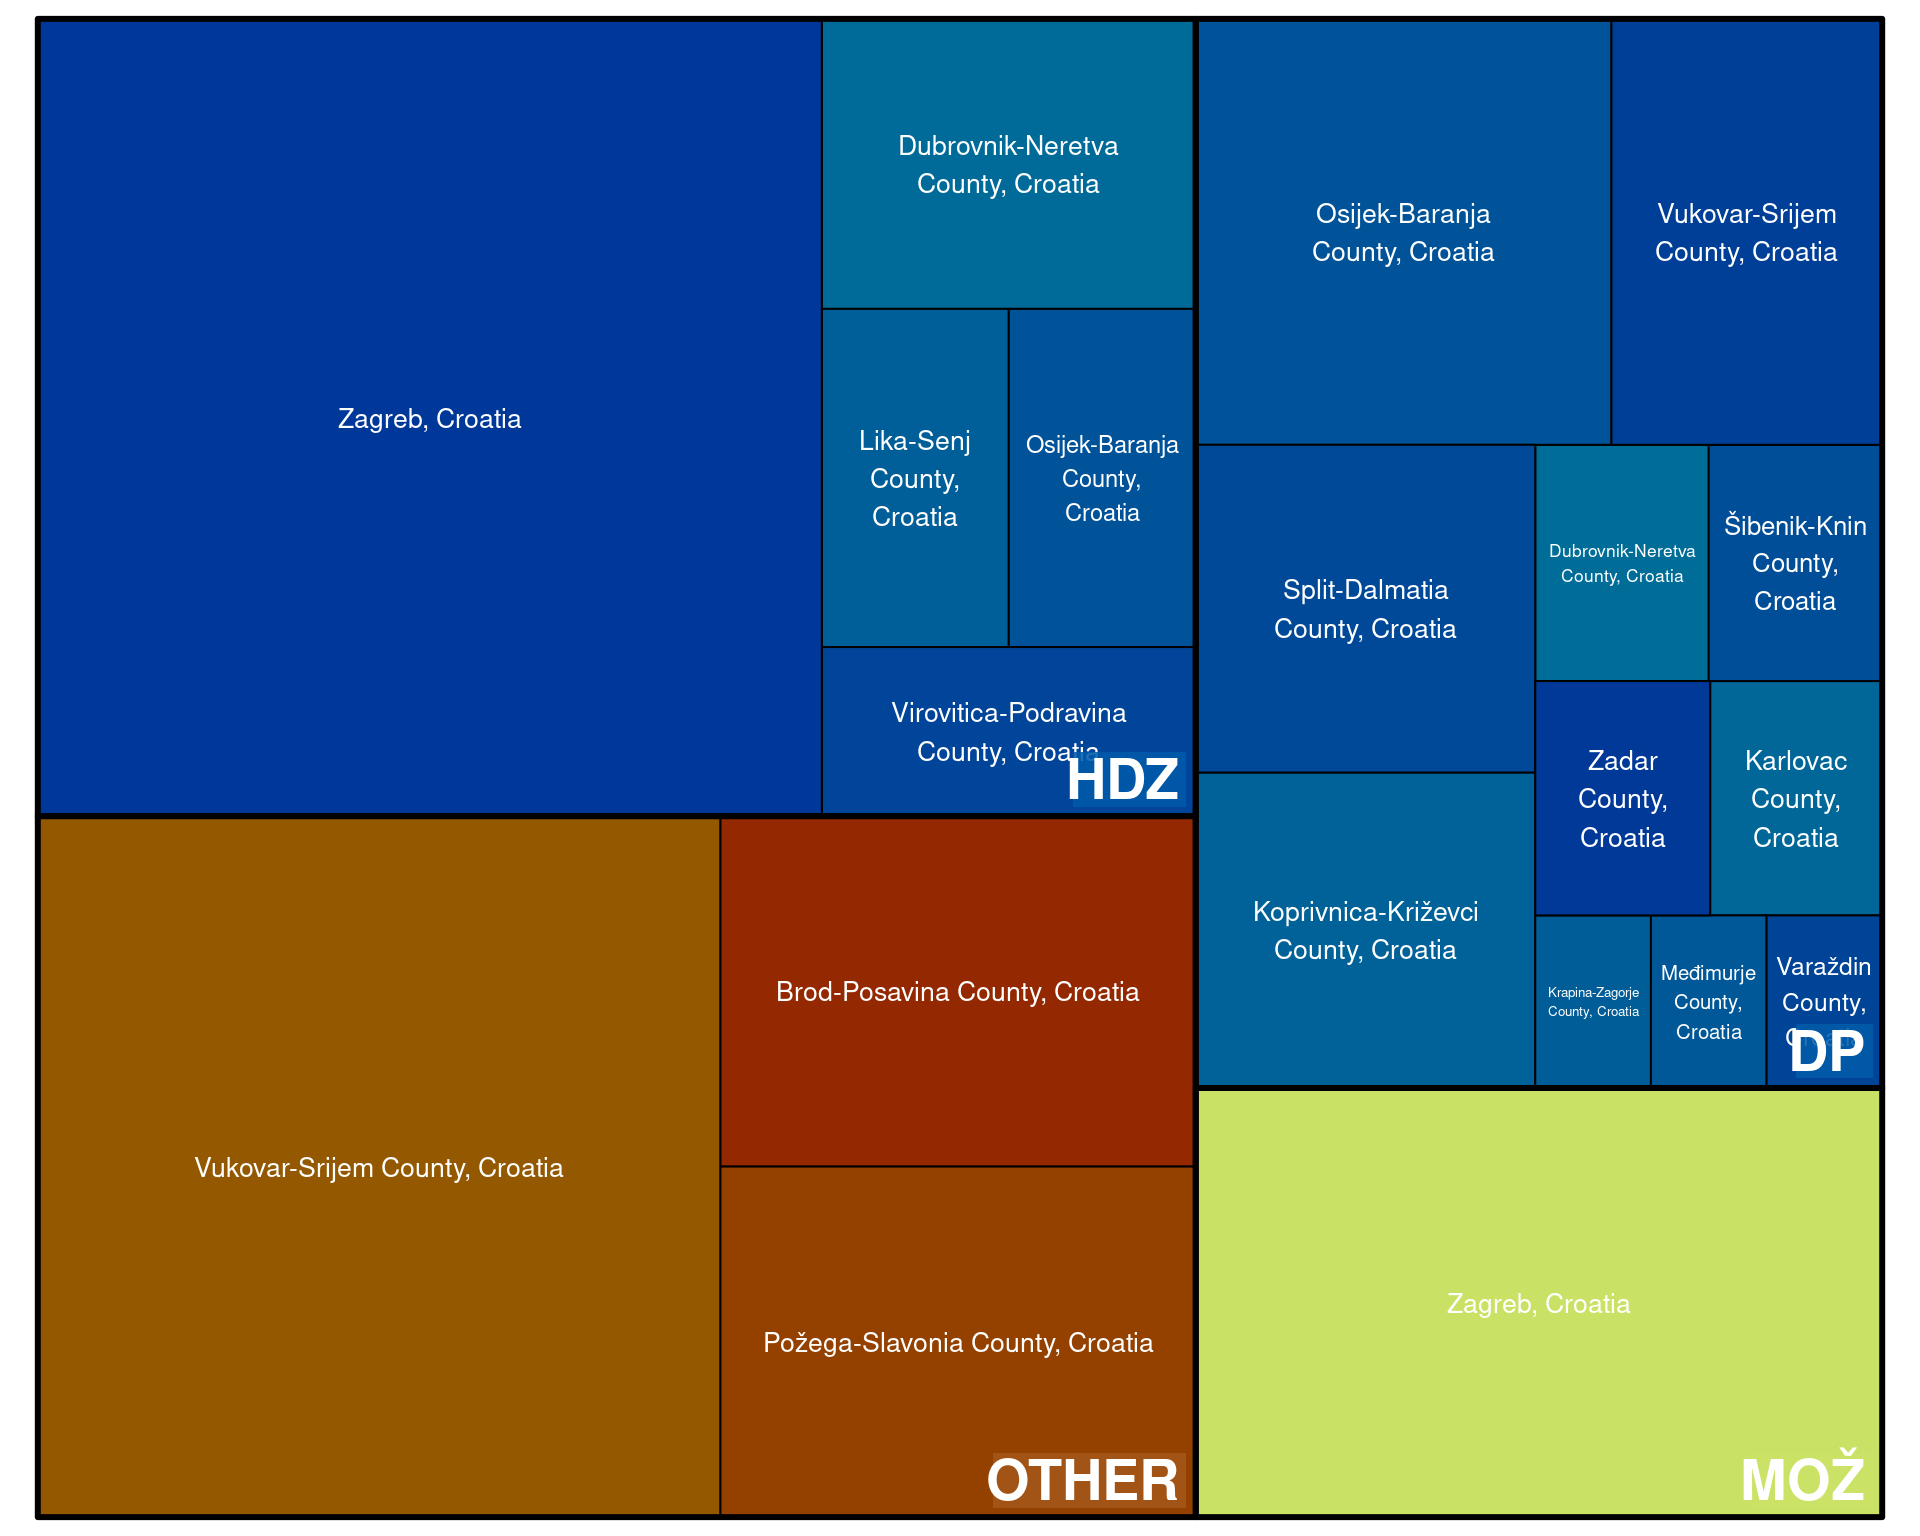 Zagreb, Croatia
Dubrovnik-Neretva
County, Croatia
Lika-Senj
County,
Croatia
Osijek-Baranja
County,
Croatia
Virovitica-Podravina
County, Croatia
HDZ
Vukovar-Srijem County, Croatia
Brod-Posavina County, Croatia
Požega-Slavonia County, Croatia
OTHER
Osijek-Baranja
County, Croatia
Vukovar-Srijem
County, Croatia
Split-Dalmatia
County, Croatia
Dubrovnik-Neretva
County, Croatia
Šibenik-Knin
County,
Croatia
Koprivnica-Križevci
County, Croatia
Zadar
County,
Croatia
Karlovac
County,
Croatia
Krapina-Zagorje
County, Croatia
Međimurje
County,
Croatia
Varaždin
County,
DP
Zagreb, Croatia
MOŽ